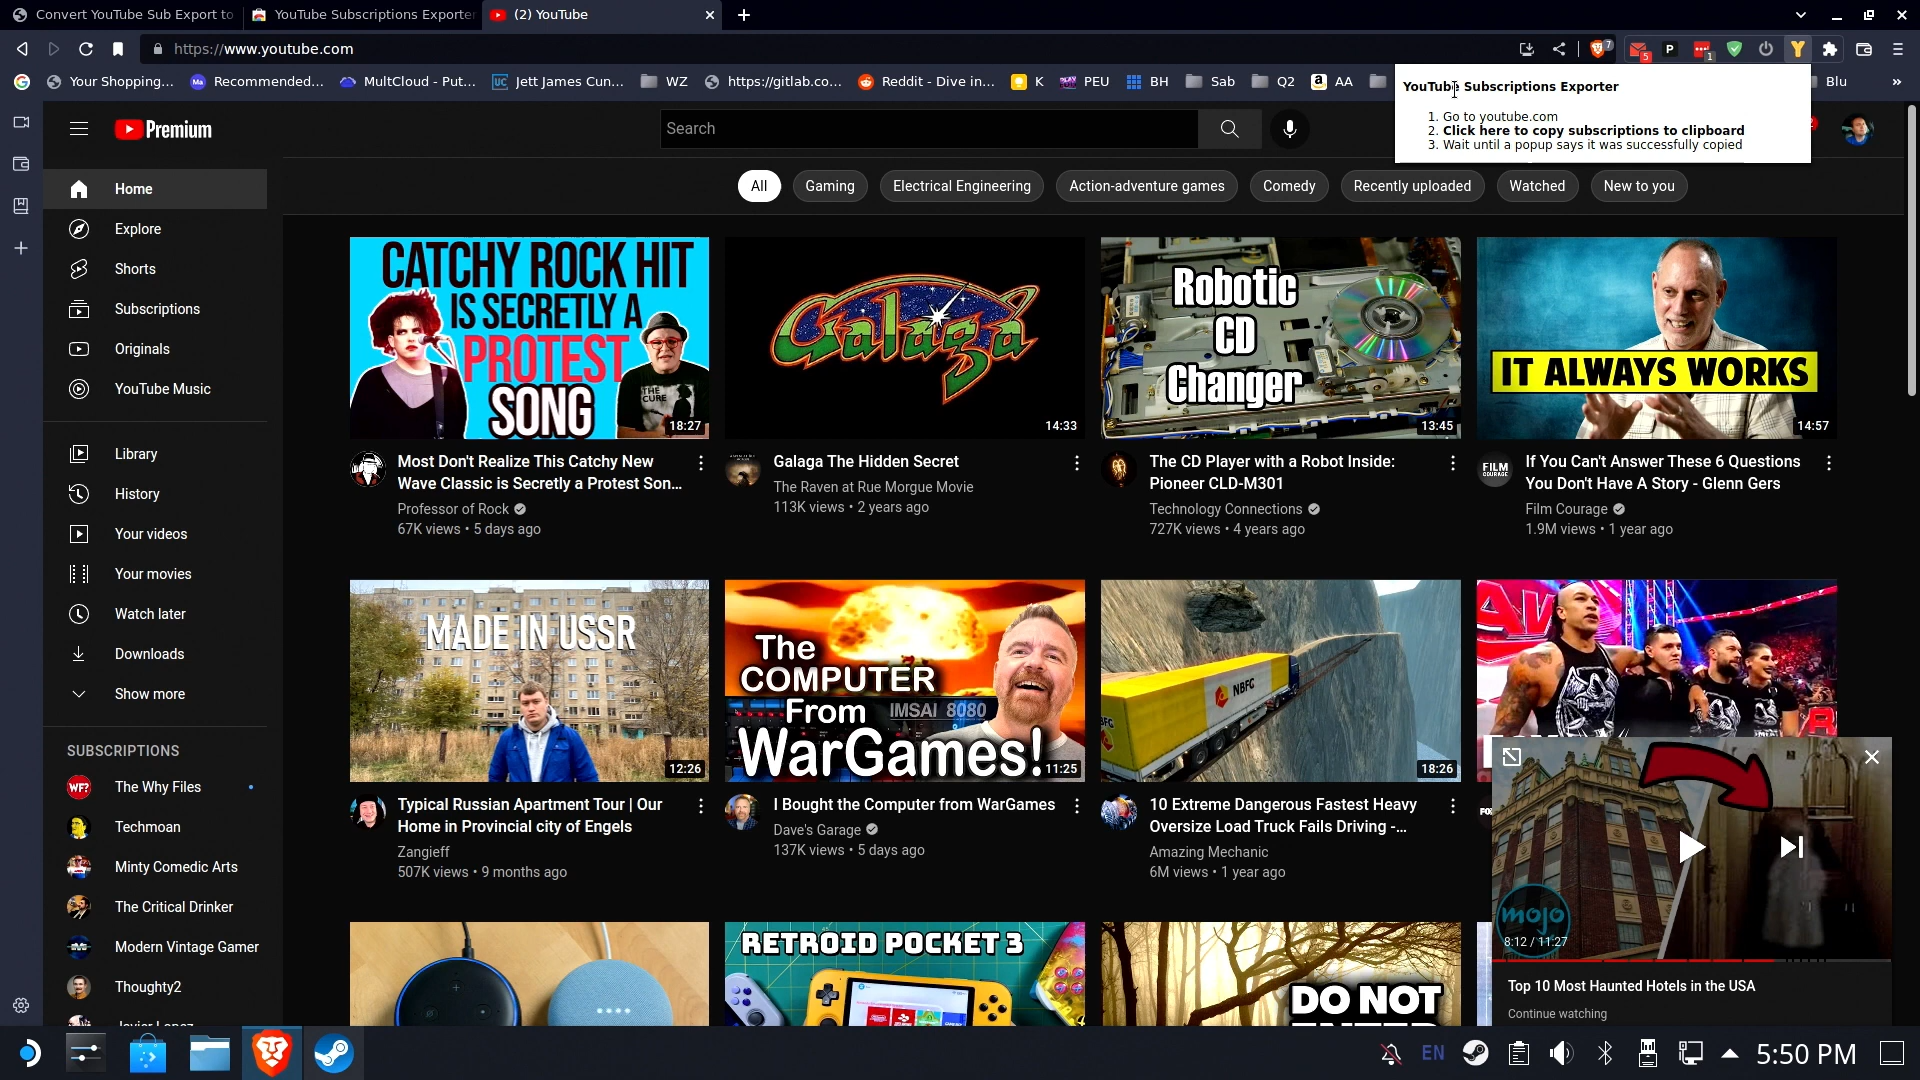 Convert YouTube Sub Export to
YouTube Subscriptions Exporter
(2) YouTube
https://www.youtube.com
7
5
P
1
Your Shopping...
Ma
Recommended...
MultCloud - Put...
UC
Jett James Cun...
WZ
https://gitlab.co...
Reddit - Dive in...
K
PEU
BH
Sab
Q2
AA
Blu
»
YouTube Subscriptions Exporter
1. Go to youtube.com
2. Click here to copy subscriptions to clipboard
3. Wait until a popup says it was successfully copied
Premium
Search
All
Gaming
Electrical Engineering
Action-adventure games
Comedy
Recently uploaded
Watched
New to you
Home
Explore
Shorts
Subscriptions
Originals
YouTube Music
Library
History
Your videos
Your movies
Watch later
Downloads
Show more
SUBSCRIPTIONS
The Why Files
Techmoan
Minty Comedic Arts
The Critical Drinker
Modern Vintage Gamer
Thoughty2
Javier Lopez
CATCHY ROCK HIT
IS SECRETLY A
PROTEST
SONG
THE CURE
18:27
Most Don't Realize This Catchy New
Wave Classic is Secretly a Protest Son...
Professor of Rock
67K views • 5 days ago
Galaga
14:33
Galaga The Hidden Secret
The Raven at Rue Morgue Movie
113K views • 2 years ago
Robotic
CD
Changer
13:45
The CD Player with a Robot Inside:
Pioneer CLD-M301
Technology Connections
727K views • 4 years ago
IT ALWAYS WORKS
14:57
FILM
COURAGE
If You Can't Answer These 6 Questions
You Don't Have A Story - Glenn Gers
Film Courage
1.9M views • 1 year ago
MADE IN USSR
12:26
Typical Russian Apartment Tour | Our
Home in Provincial city of Engels
Zangieff
507K views • 9 months ago
The
COMPUTER
From
IMSAI 8080
WarGames!
11:25
I Bought the Computer from WarGames
Dave's Garage
137K views • 5 days ago
NBFC
18:26
10 Extreme Dangerous Fastest Heavy
Oversize Load Truck Fails Driving -...
Amazing Mechanic
6M views • 1 year ago
mojo
8:12 / 11:27
Top 10 Most Haunted Hotels in the USA
Continue watching
RETROID POCKET 3
DO NOT
ENTER
EN
5:50 PM